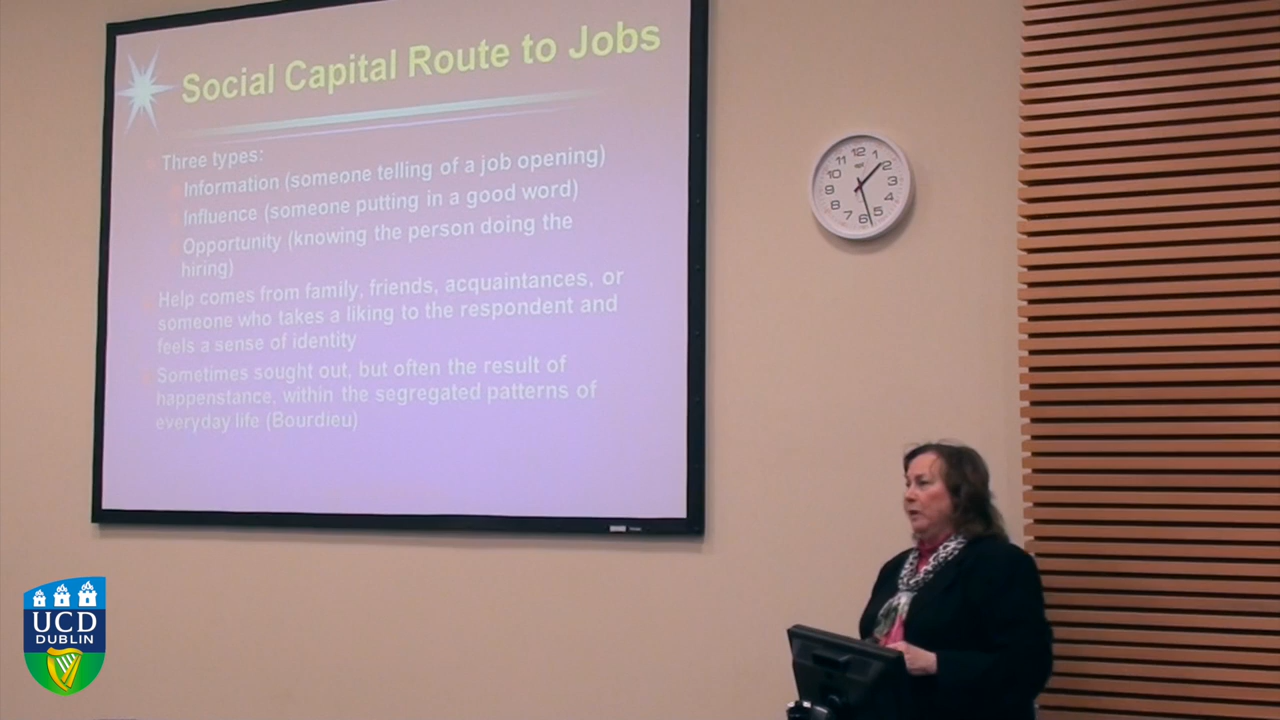 Social Capital Route to Jobs
Three types:
Information (someone telling of a job opening)
Influence (someone putting in a good word)
Opportunity (knowing the person doing the
hiring)
Help comes from family, friends, acquaintances, or
someone who takes a liking to the respondent and
feels a sense of identity
Sometimes sought out, but often the result of
happenstance, within the segregated patterns of
everyday life (Bourdieu)
12
1
2
3
4
5
6
7
8
9
10
11
UCD
DUBLIN